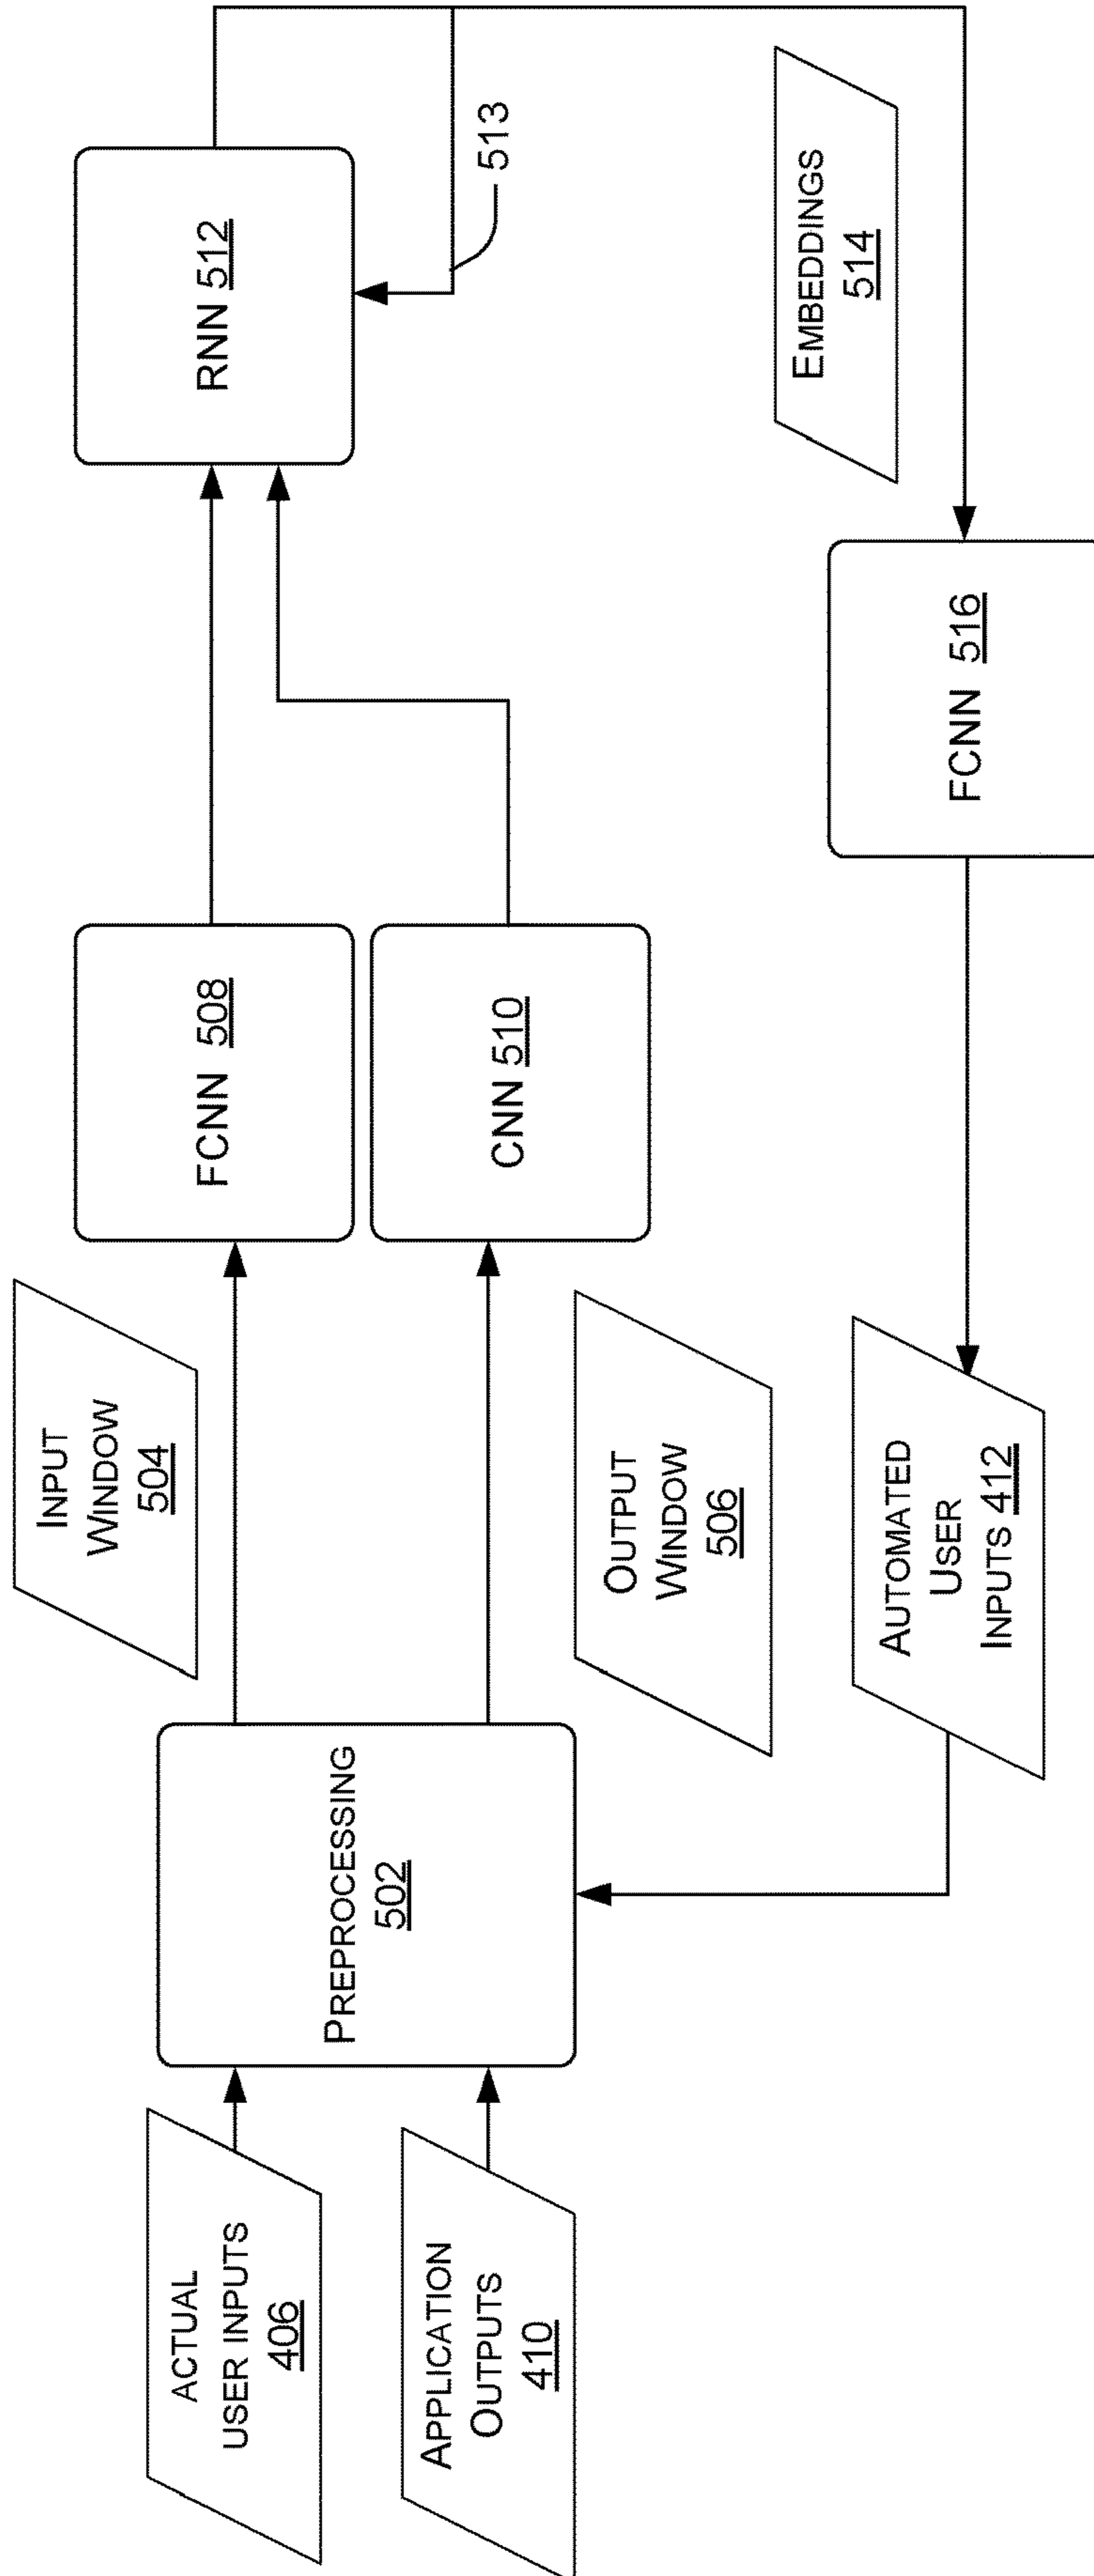 ACTUAL
USER INPUTS
406
APPLICATION
OUTPUTS
410
PREPROCESSING
502
INPUT
WINDOW
504
OUTPUT
WINDOW
506
FCNN 508
CNN 510
RNN 512
513
EMBEDDINGS
514
FCNN 516
AUTOMATED
USER
INPUTS 412